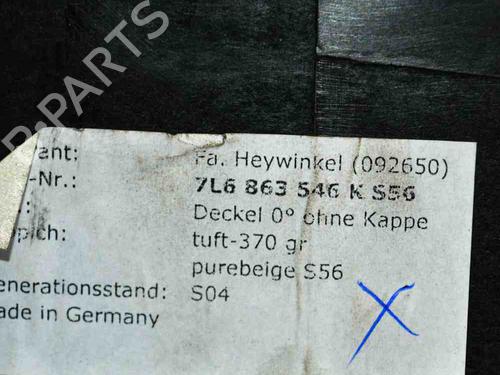 B-PARTS
ant: Fa. Heywinkel (092650)
-Nr.: 7L6 863 546 K S56
: Deckel 0° ohne Kappe
pich: tuft-370 gr
purebeige S56
enerationsstand: S04
ade in Germany